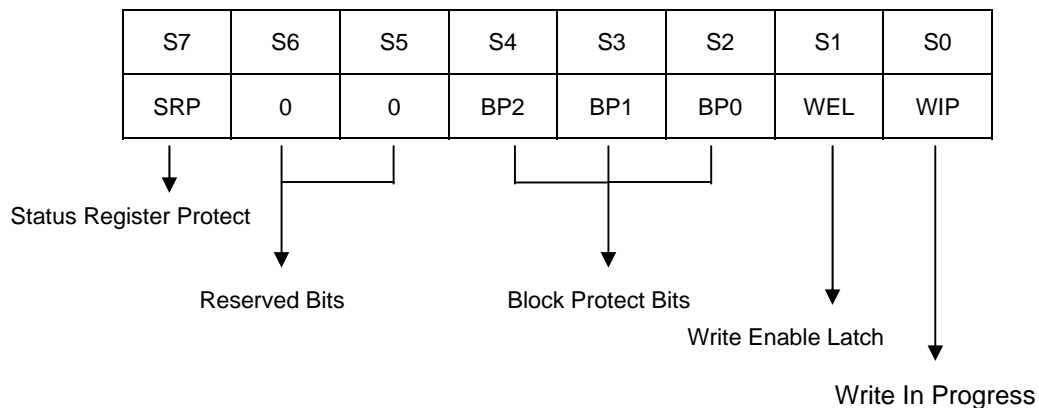 S7 S6 S5 S4 S3 S2 S1 S0
SRP 0 0 BP2 BP1 BP0 WEL WIP
Status Register Protect
Reserved Bits Block Protect Bits
Write Enable Latch
Write In Progress